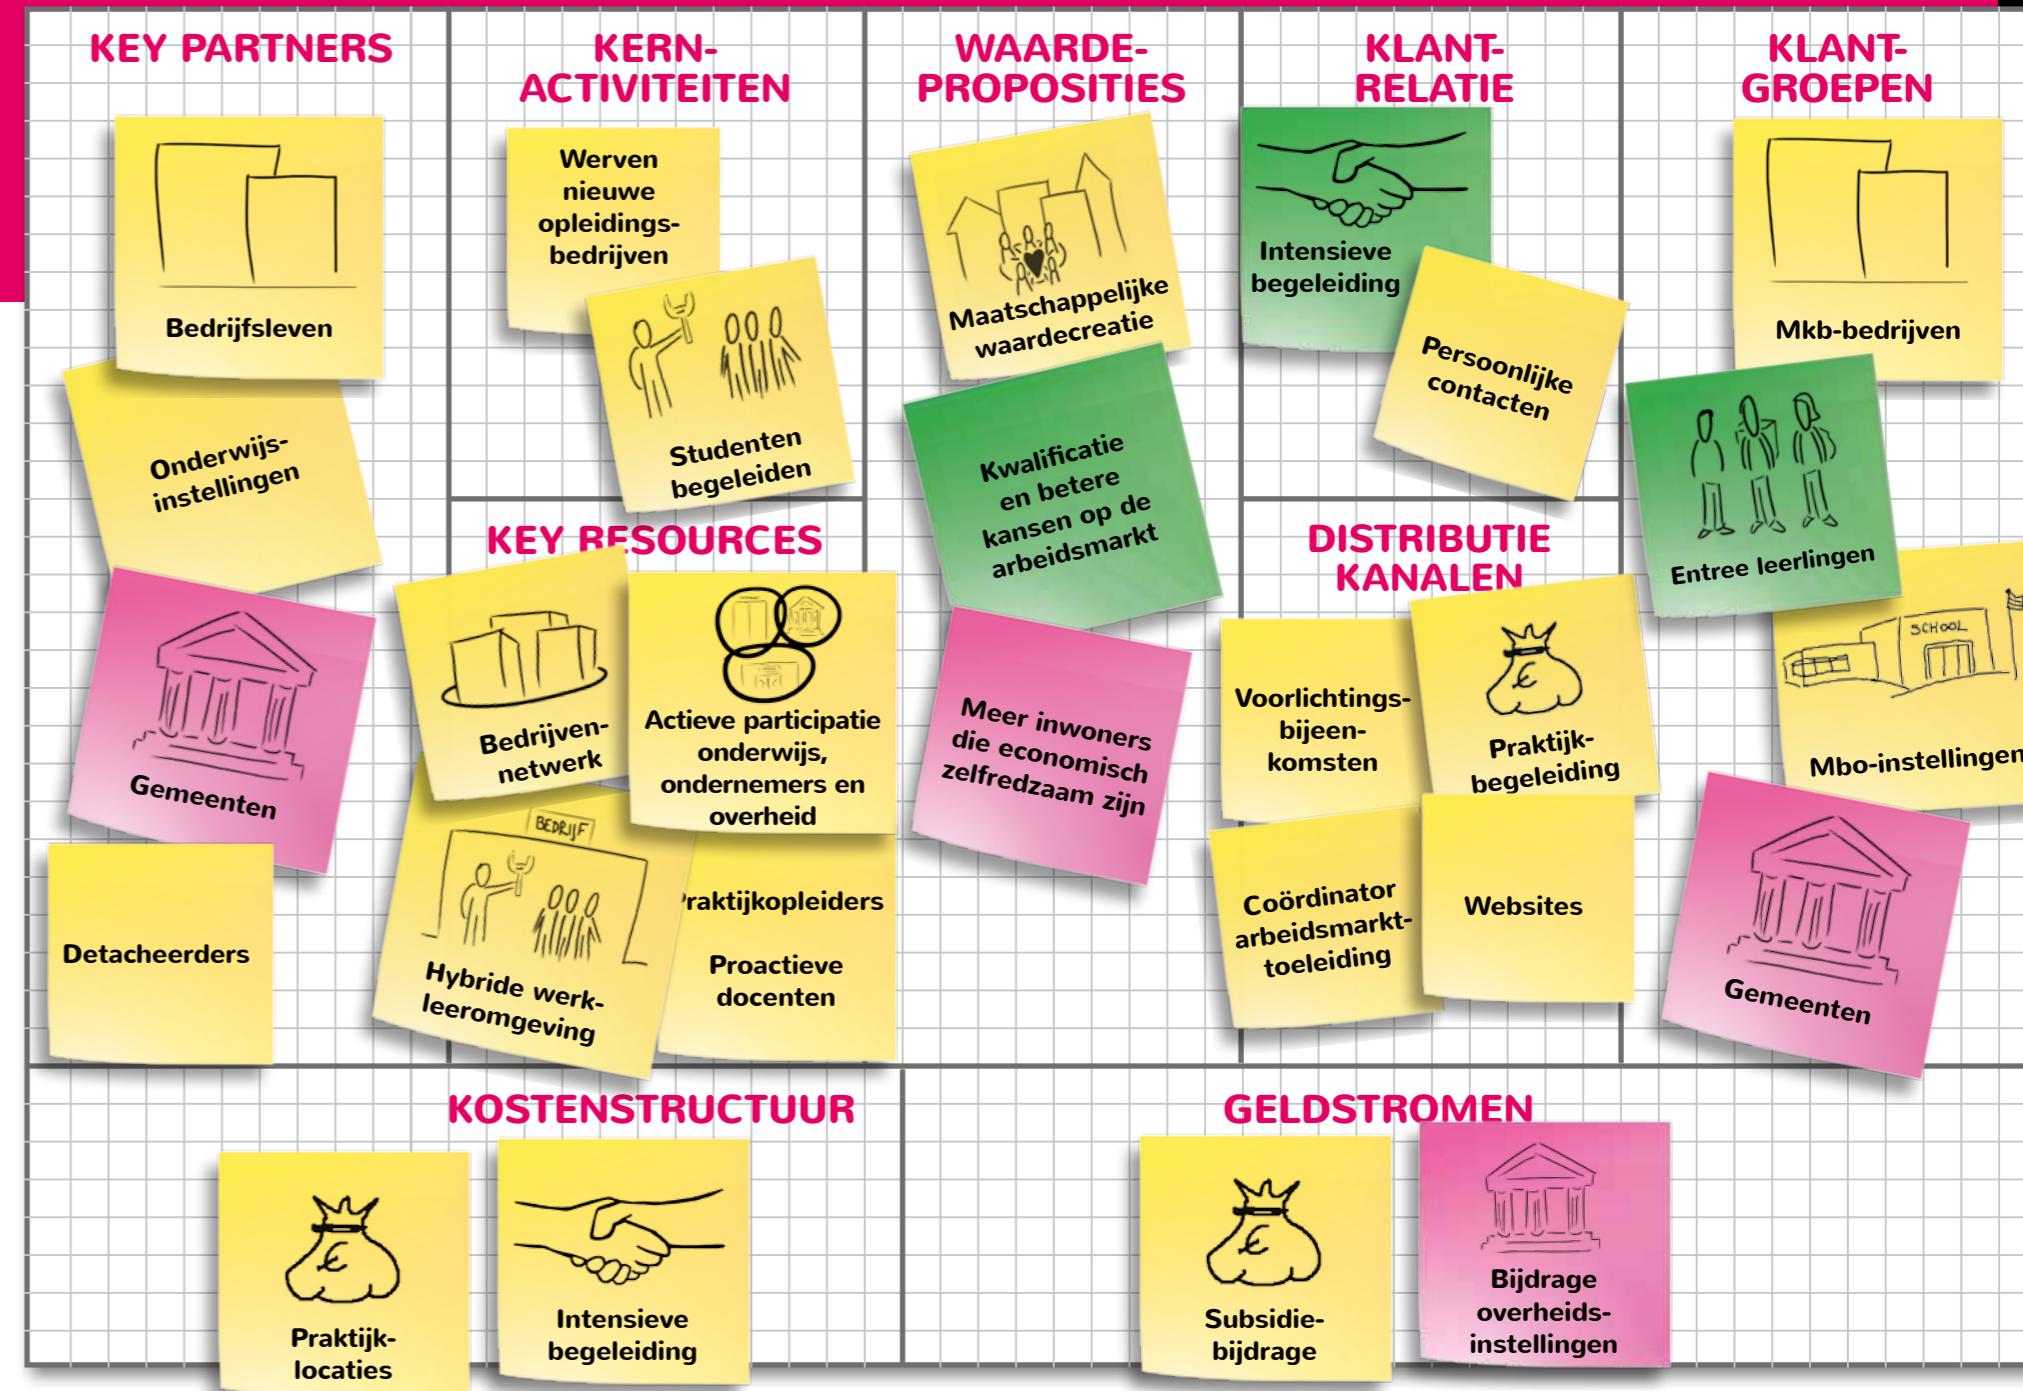 KEY PARTNERS
Bedrijfsleven
Onderwijs-
instellingen
Gemeenten
Detacheerders
KERN-
ACTIVITEITEN
Werven
nieuwe
opleidings-
bedrijven
Studenten
begeleiden
KEY RESOURCES
Bedrijven-
netwerk
Actieve participatie
onderwijs,
ondernemers en
overheid
BEDRIJF
Hybride werk-
leeromgeving
raktijkopleiders
Proactieve
docenten
WAARDE-
PROPOSITIES
Maatschappelijke
waardecreatie
Kwalificatie
en betere
kansen op de
arbeidsmarkt
Meer inwoners
die economisch
zelfredzaam zijn
KLANT-
RELATIE
Intensieve
begeleiding
Persoonlijke
contacten
DISTRIBUTIE
KANALEN
Voorlichtings-
bijeen-
komsten
€
Praktijk-
begeleiding
Coördinator
arbeidsmarkt-
toeleiding
Websites
KLANT-
GROEPEN
Mkb-bedrijven
Entree leerlingen
SCHOOL
Mbo-instellingen
Gemeenten
KOSTENSTRUCTUUR
€
Praktijk-
locaties
Intensieve
begeleiding
GELDSTROMEN
€
Subsidie-
bijdrage
Bijdrage
overheids-
instellingen